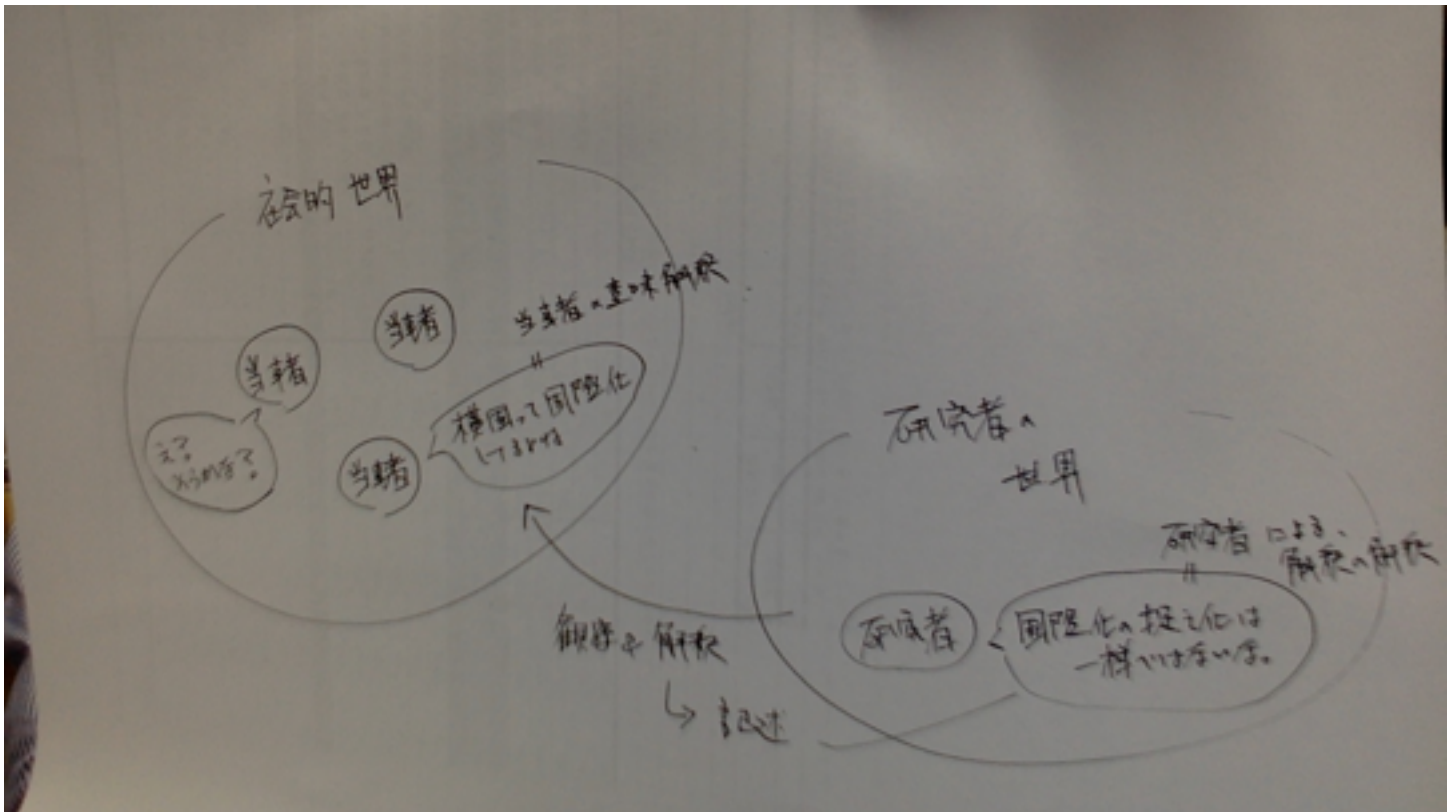 社会的世界
当事者の意味解釈
当事者
当事者
横国って国際化
してるよね
え?
そうかな?
当事者
研究者の
世界
研究者による、
解釈の解釈
研究者
国際化の捉え化は
一様ではないな。
観察&解釈
↳ 記述